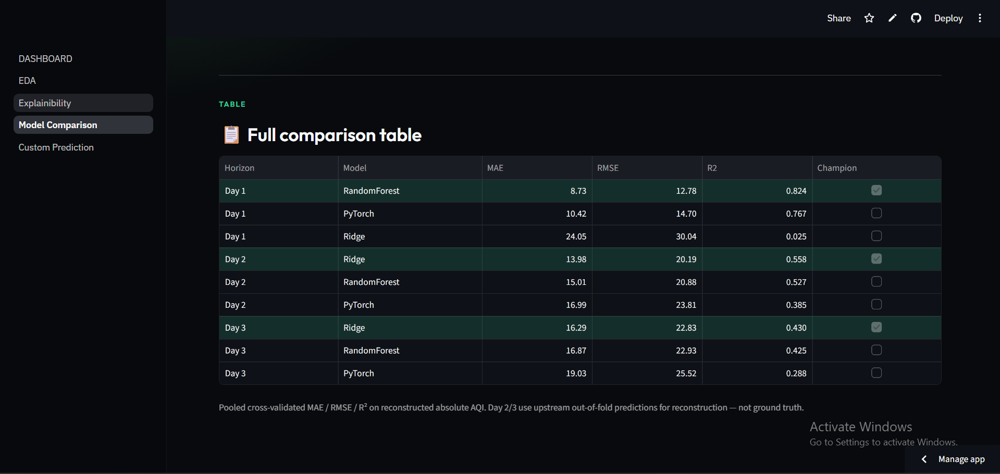 Share Deploy
DASHBOARD
EDA
Explainibility
Model Comparison
Custom Prediction
TABLE
Full comparison table
Horizon Model MAE RMSE R2 Champion
Day 1 RandomForest 8.73 12.78 0.824
Day 1 PyTorch 10.42 14.70 0.767
Day 1 Ridge 24.05 30.04 0.025
Day 2 Ridge 13.98 20.19 0.558
Day 2 RandomForest 15.01 20.88 0.527
Day 2 PyTorch 16.99 23.81 0.385
Day 3 Ridge 16.29 22.83 0.430
Day 3 RandomForest 16.87 22.93 0.425
Day 3 PyTorch 19.03 25.52 0.288
Pooled cross-validated MAE / RMSE / R² on reconstructed absolute AQI. Day 2/3 use upstream out-of-fold predictions for reconstruction — not ground truth.
Activate Windows
Go to Settings to activate Windows.
Manage app